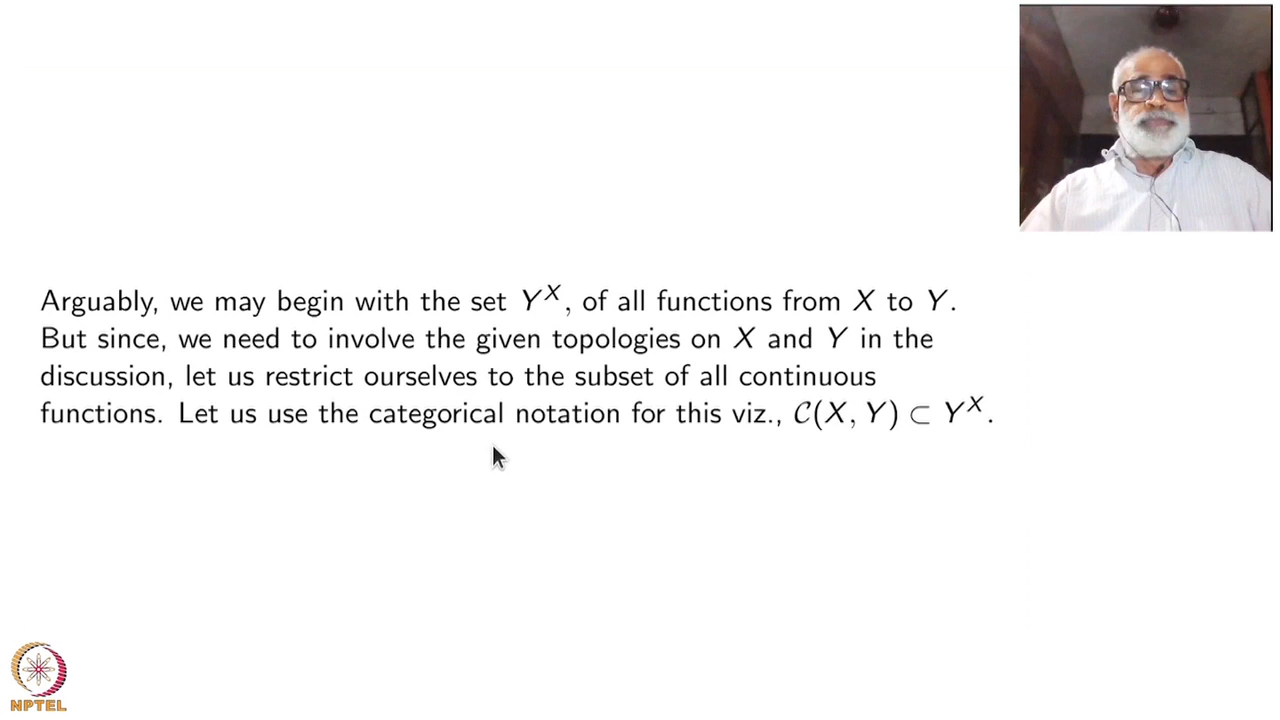 Arguably, we may begin with the set Y^X, of all functions from X to Y.
But since, we need to involve the given topologies on X and Y in the
discussion, let us restrict ourselves to the subset of all continuous
functions. Let us use the categorical notation for this viz., 𝒞(X, Y) ⊂ Y^X.
NPTEL